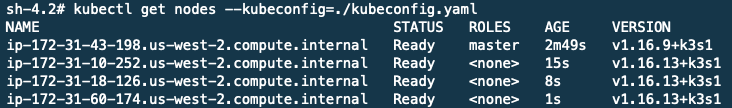 sh-4.2# kubectl get nodes --kubeconfig=./kubeconfig.yaml
NAME STATUS ROLES AGE VERSION
ip-172-31-43-198.us-west-2.compute.internal Ready master 2m49s v1.16.9+k3s1
ip-172-31-10-252.us-west-2.compute.internal Ready <none> 15s v1.16.13+k3s1
ip-172-31-18-126.us-west-2.compute.internal Ready <none> 8s v1.16.13+k3s1
ip-172-31-60-174.us-west-2.compute.internal Ready <none> 1s v1.16.13+k3s1